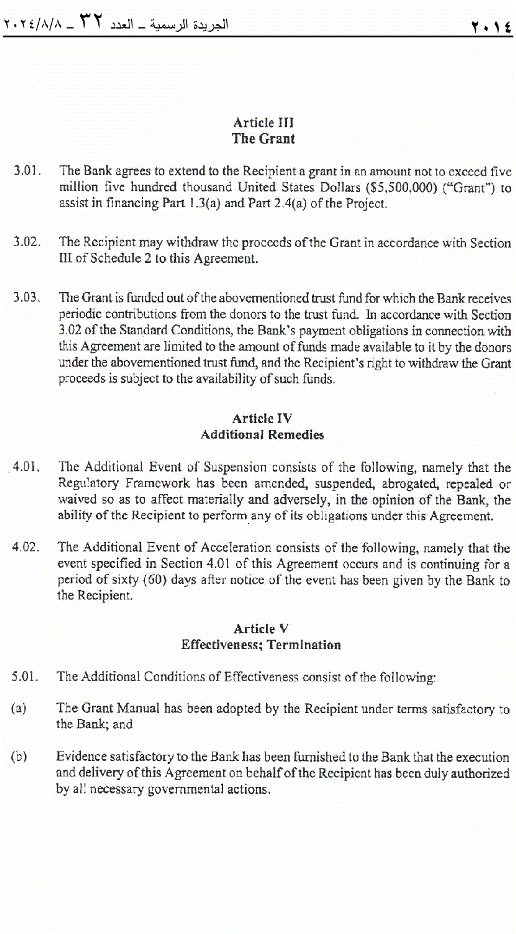 ٢٠١٤
الجريدة الرسمية ــ العدد ٣٢ ــ ٢٠٢٤/٨/٨
Article III
The Grant
3.01. The Bank agrees to extend to the Recipient a grant in an amount not to exceed five
million five hundred thousand United States Dollars ($5,500,000) (“Grant”) to
assist in financing Part 1.3(a) and Part 2.4(a) of the Project.
3.02. The Recipient may withdraw the proceeds of the Grant in accordance with Section
III of Schedule 2 to this Agreement.
3.03. The Grant is funded out of the abovementioned trust fund for which the Bank receives
periodic contributions from the donors to the trust fund. In accordance with Section
3.02 of the Standard Conditions, the Bank’s payment obligations in connection with
this Agreement are limited to the amount of funds made available to it by the donors
under the abovementioned trust fund, and the Recipient’s right to withdraw the Grant
proceeds is subject to the availability of such funds.
Article IV
Additional Remedies
4.01. The Additional Event of Suspension consists of the following, namely that the
Regulatory Framework has been amended, suspended, abrogated, repealed or
waived so as to affect materially and adversely, in the opinion of the Bank, the
ability of the Recipient to perform any of its obligations under this Agreement.
4.02. The Additional Event of Acceleration consists of the following, namely that the
event specified in Section 4.01 of this Agreement occurs and is continuing for a
period of sixty (60) days after notice of the event has been given by the Bank to
the Recipient.
Article V
Effectiveness; Termination
5.01. The Additional Conditions of Effectiveness consist of the following:
(a) The Grant Manual has been adopted by the Recipient under terms satisfactory to
the Bank; and
(b) Evidence satisfactory to the Bank has been furnished to the Bank that the execution
and delivery of this Agreement on behalf of the Recipient has been duly authorized
by all necessary governmental actions.